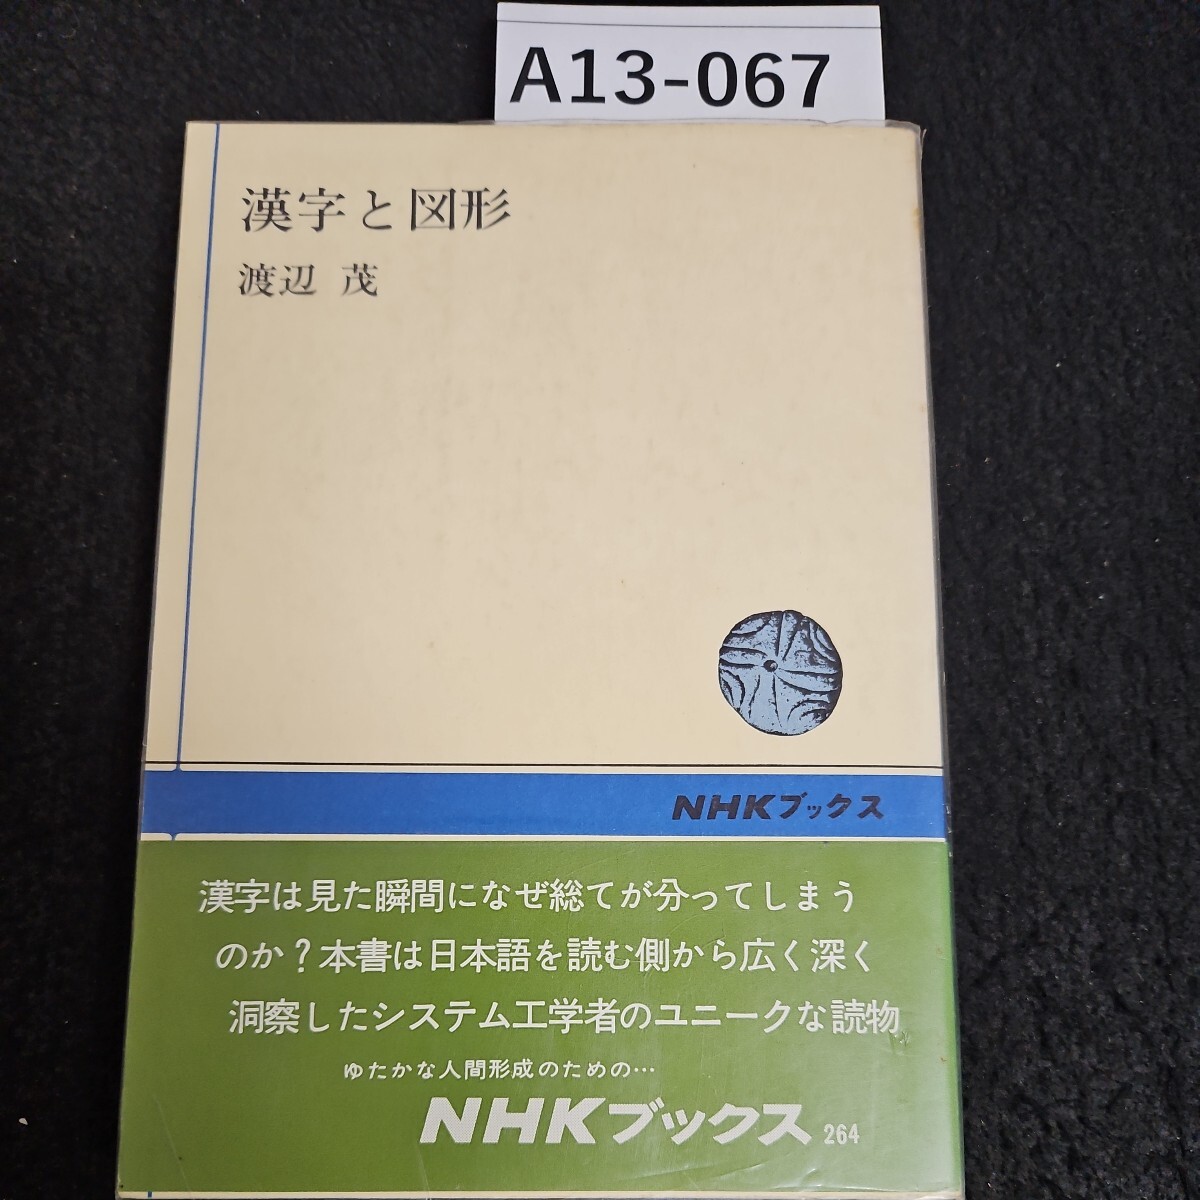 A13-067
漢字と図形
渡辺 茂
NHKブックス
漢字は見た瞬間になぜ総てが分ってしまう
のか?本書は日本語を読む側から広く深く
洞察したシステム工学者のユニークな読物
ゆたかな人間形成のための…
NHKブックス 264